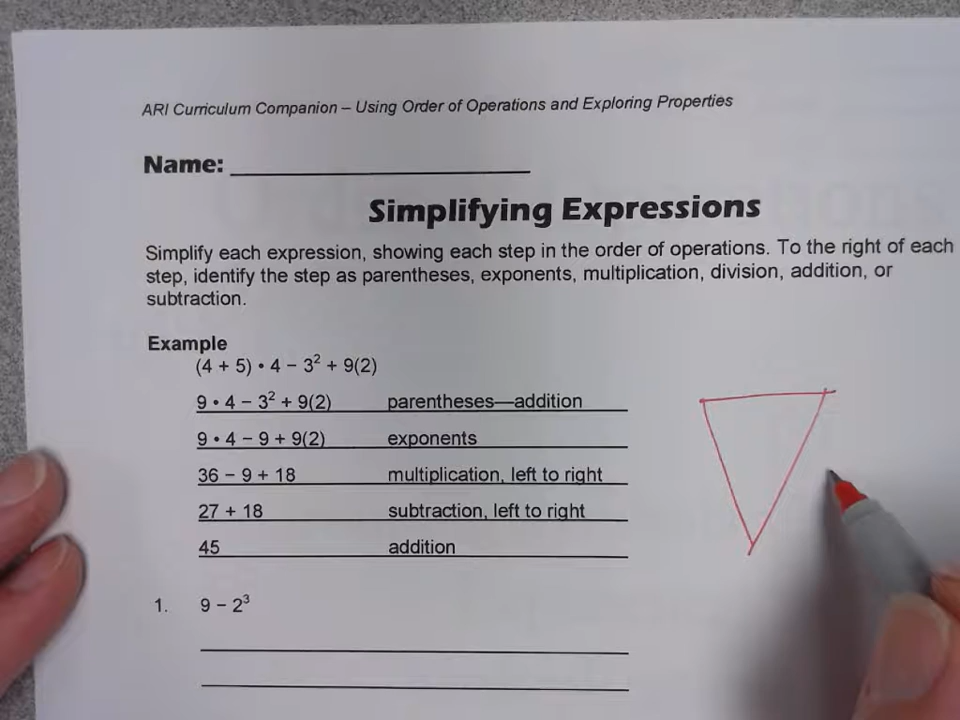 ARI Curriculum Companion – Using Order of Operations and Exploring Properties
Name:
Simplifying Expressions
Simplify each expression, showing each step in the order of operations. To the right of each
step, identify the step as parentheses, exponents, multiplication, division, addition, or
subtraction.
Example
(4 + 5) • 4 − 3² + 9(2)
9 • 4 − 3² + 9(2) parentheses—addition
9 • 4 − 9 + 9(2) exponents
36 − 9 + 18 multiplication, left to right
27 + 18 subtraction, left to right
45 addition
1. 9 − 2³